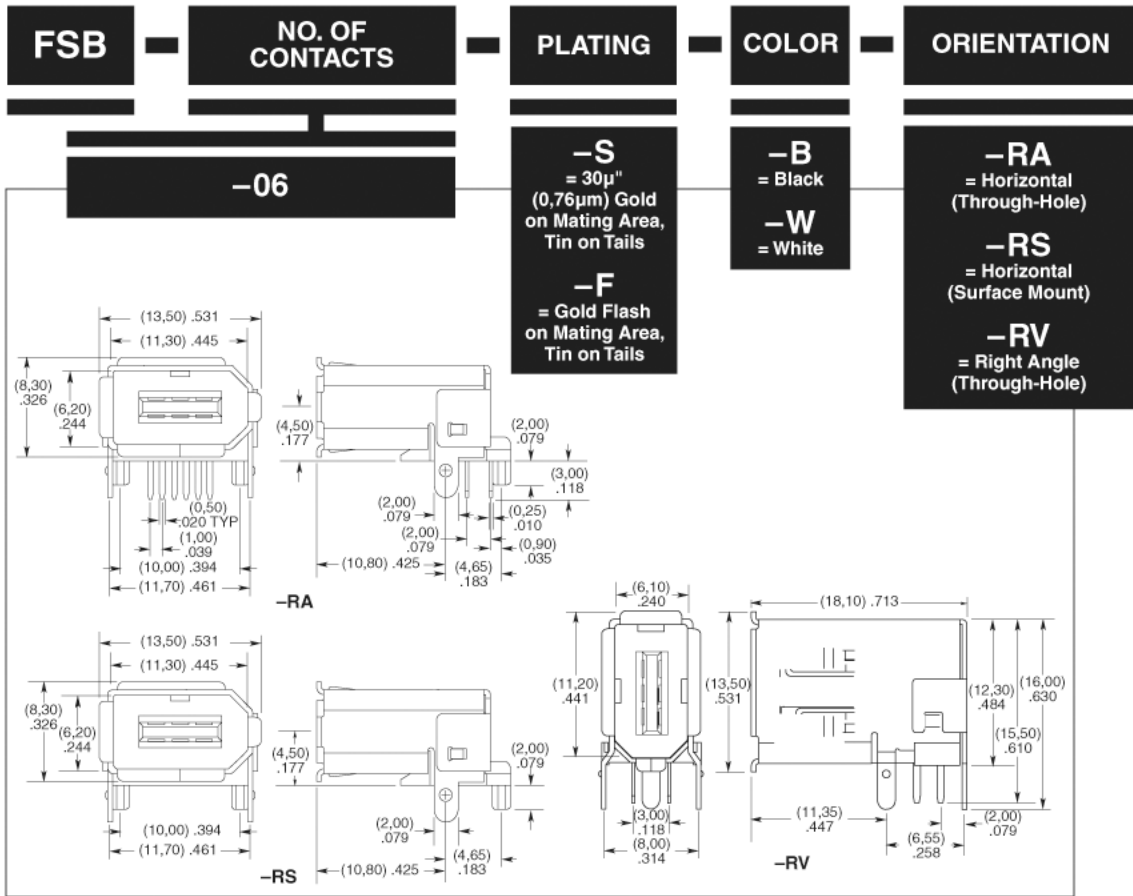 FSB
NO. OF
CONTACTS
PLATING
COLOR
ORIENTATION
–06
–S
= 30µ"
(0,76µm) Gold
on Mating Area,
Tin on Tails
–F
= Gold Flash
on Mating Area,
Tin on Tails
–B
= Black
–W
= White
–RA
= Horizontal
(Through-Hole)
–RS
= Horizontal
(Surface Mount)
–RV
= Right Angle
(Through-Hole)
(13,50) .531
(11,30) .445
(8,30)
.326
(6,20)
.244
(0,50)
.020 TYP
(1,00)
.039
(10,00) .394
(11,70) .461
(4,50)
.177
(2,00)
.079
(3,00)
.118
(2,00)
.079
(0,25)
.010
(2,00)
.079
(0,90)
.035
(10,80) .425
(4,65)
.183
–RA
(13,50) .531
(11,30) .445
(8,30)
.326
(6,20)
.244
(10,00) .394
(11,70) .461
(4,50)
.177
(2,00)
.079
(2,00)
.079
(10,80) .425
(4,65)
.183
–RS
(6,10)
.240
(11,20)
.441
(3,00)
.118
(8,00)
.314
(18,10) .713
(13,50)
.531
(12,30)
.484
(16,00)
.630
(15,50)
.610
(11,35)
.447
(2,00)
.079
(6,55)
.258
–RV